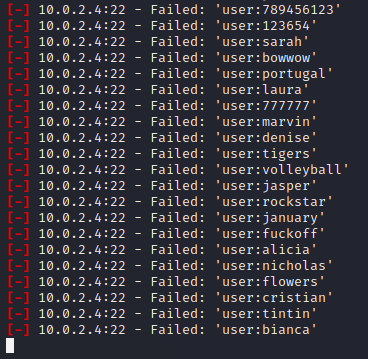 [-] 10.0.2.4:22 - Failed: 'user:789456123'
[-] 10.0.2.4:22 - Failed: 'user:123654'
[-] 10.0.2.4:22 - Failed: 'user:sarah'
[-] 10.0.2.4:22 - Failed: 'user:bowwow'
[-] 10.0.2.4:22 - Failed: 'user:portugal'
[-] 10.0.2.4:22 - Failed: 'user:laura'
[-] 10.0.2.4:22 - Failed: 'user:777777'
[-] 10.0.2.4:22 - Failed: 'user:marvin'
[-] 10.0.2.4:22 - Failed: 'user:denise'
[-] 10.0.2.4:22 - Failed: 'user:tigers'
[-] 10.0.2.4:22 - Failed: 'user:volleyball'
[-] 10.0.2.4:22 - Failed: 'user:jasper'
[-] 10.0.2.4:22 - Failed: 'user:rockstar'
[-] 10.0.2.4:22 - Failed: 'user:january'
[-] 10.0.2.4:22 - Failed: 'user:fuckoff'
[-] 10.0.2.4:22 - Failed: 'user:alicia'
[-] 10.0.2.4:22 - Failed: 'user:nicholas'
[-] 10.0.2.4:22 - Failed: 'user:flowers'
[-] 10.0.2.4:22 - Failed: 'user:cristian'
[-] 10.0.2.4:22 - Failed: 'user:tintin'
[-] 10.0.2.4:22 - Failed: 'user:bianca'